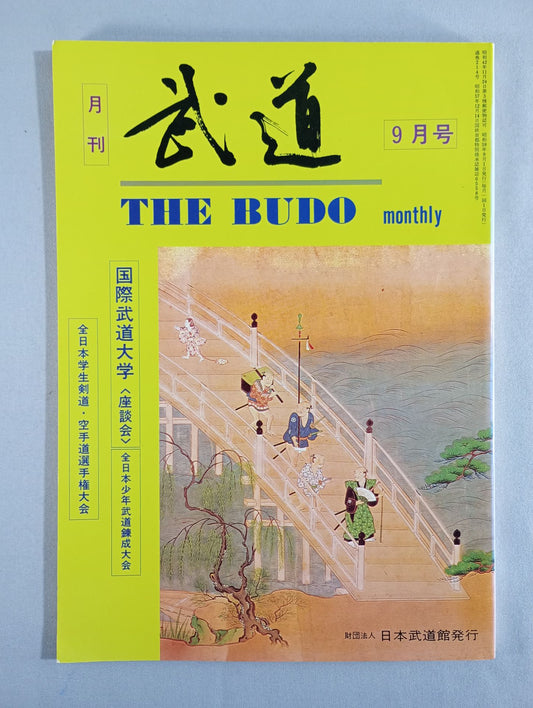 月刊
武道
9月号
THE BUDO monthly
国際武道大学〈座談会〉
全日本少年武道錬成大会
全日本学生剣道・空手道選手権大会
財団法人 日本武道館発行